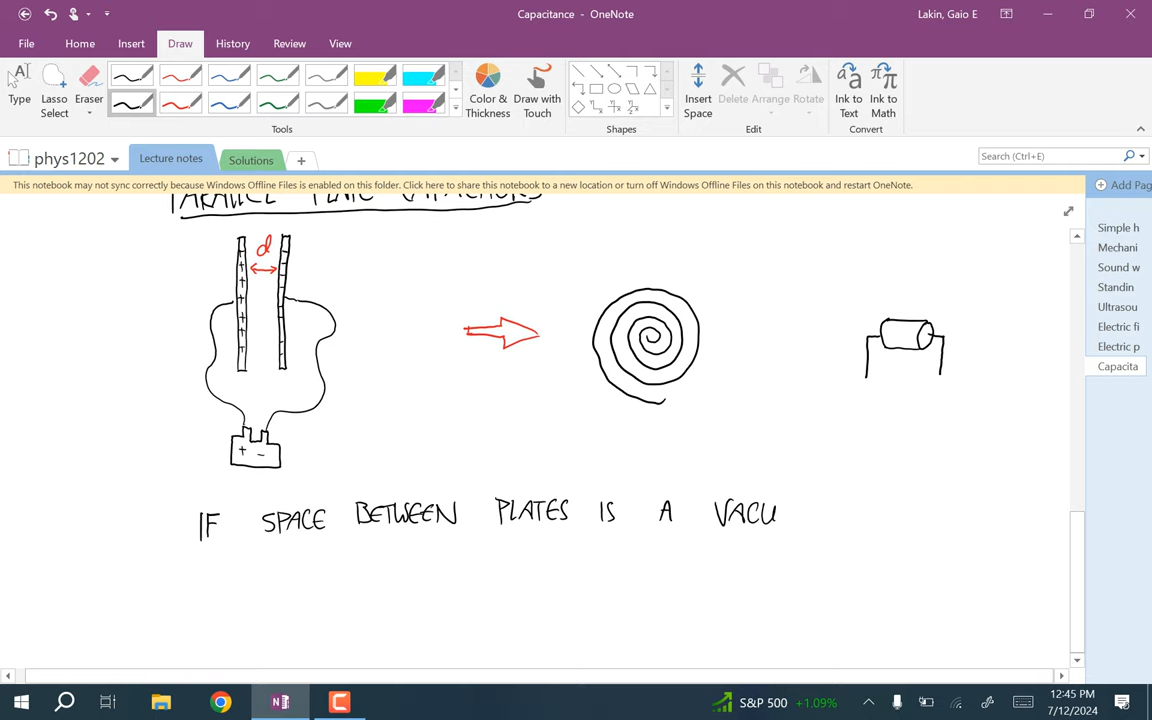 Capacitance - OneNote
Lakin, Gaio E
File Home Insert Draw History Review View
Type
Lasso Select
Eraser
Color & Thickness
Draw with Touch
Insert Space
Delete
Arrange
Rotate
Ink to Text
Ink to Math
Tools
Shapes
Edit
Convert
phys1202
Lecture notes
Solutions
+
Search (Ctrl+E)
This notebook may not sync correctly because Windows Offline Files is enabled on this folder. Click here to share this notebook to a new location or turn off Windows Offline Files on this notebook and restart OneNote.
Add Pag
Simple h
Mechani
Sound w
Standin
Ultrasou
Electric fi
Electric p
Capacita
PARALLEL PLATE CAPACITORS
d
+ -
IF SPACE BETWEEN PLATES IS A VACU
S&P 500 +1.09%
12:45 PM
7/12/2024